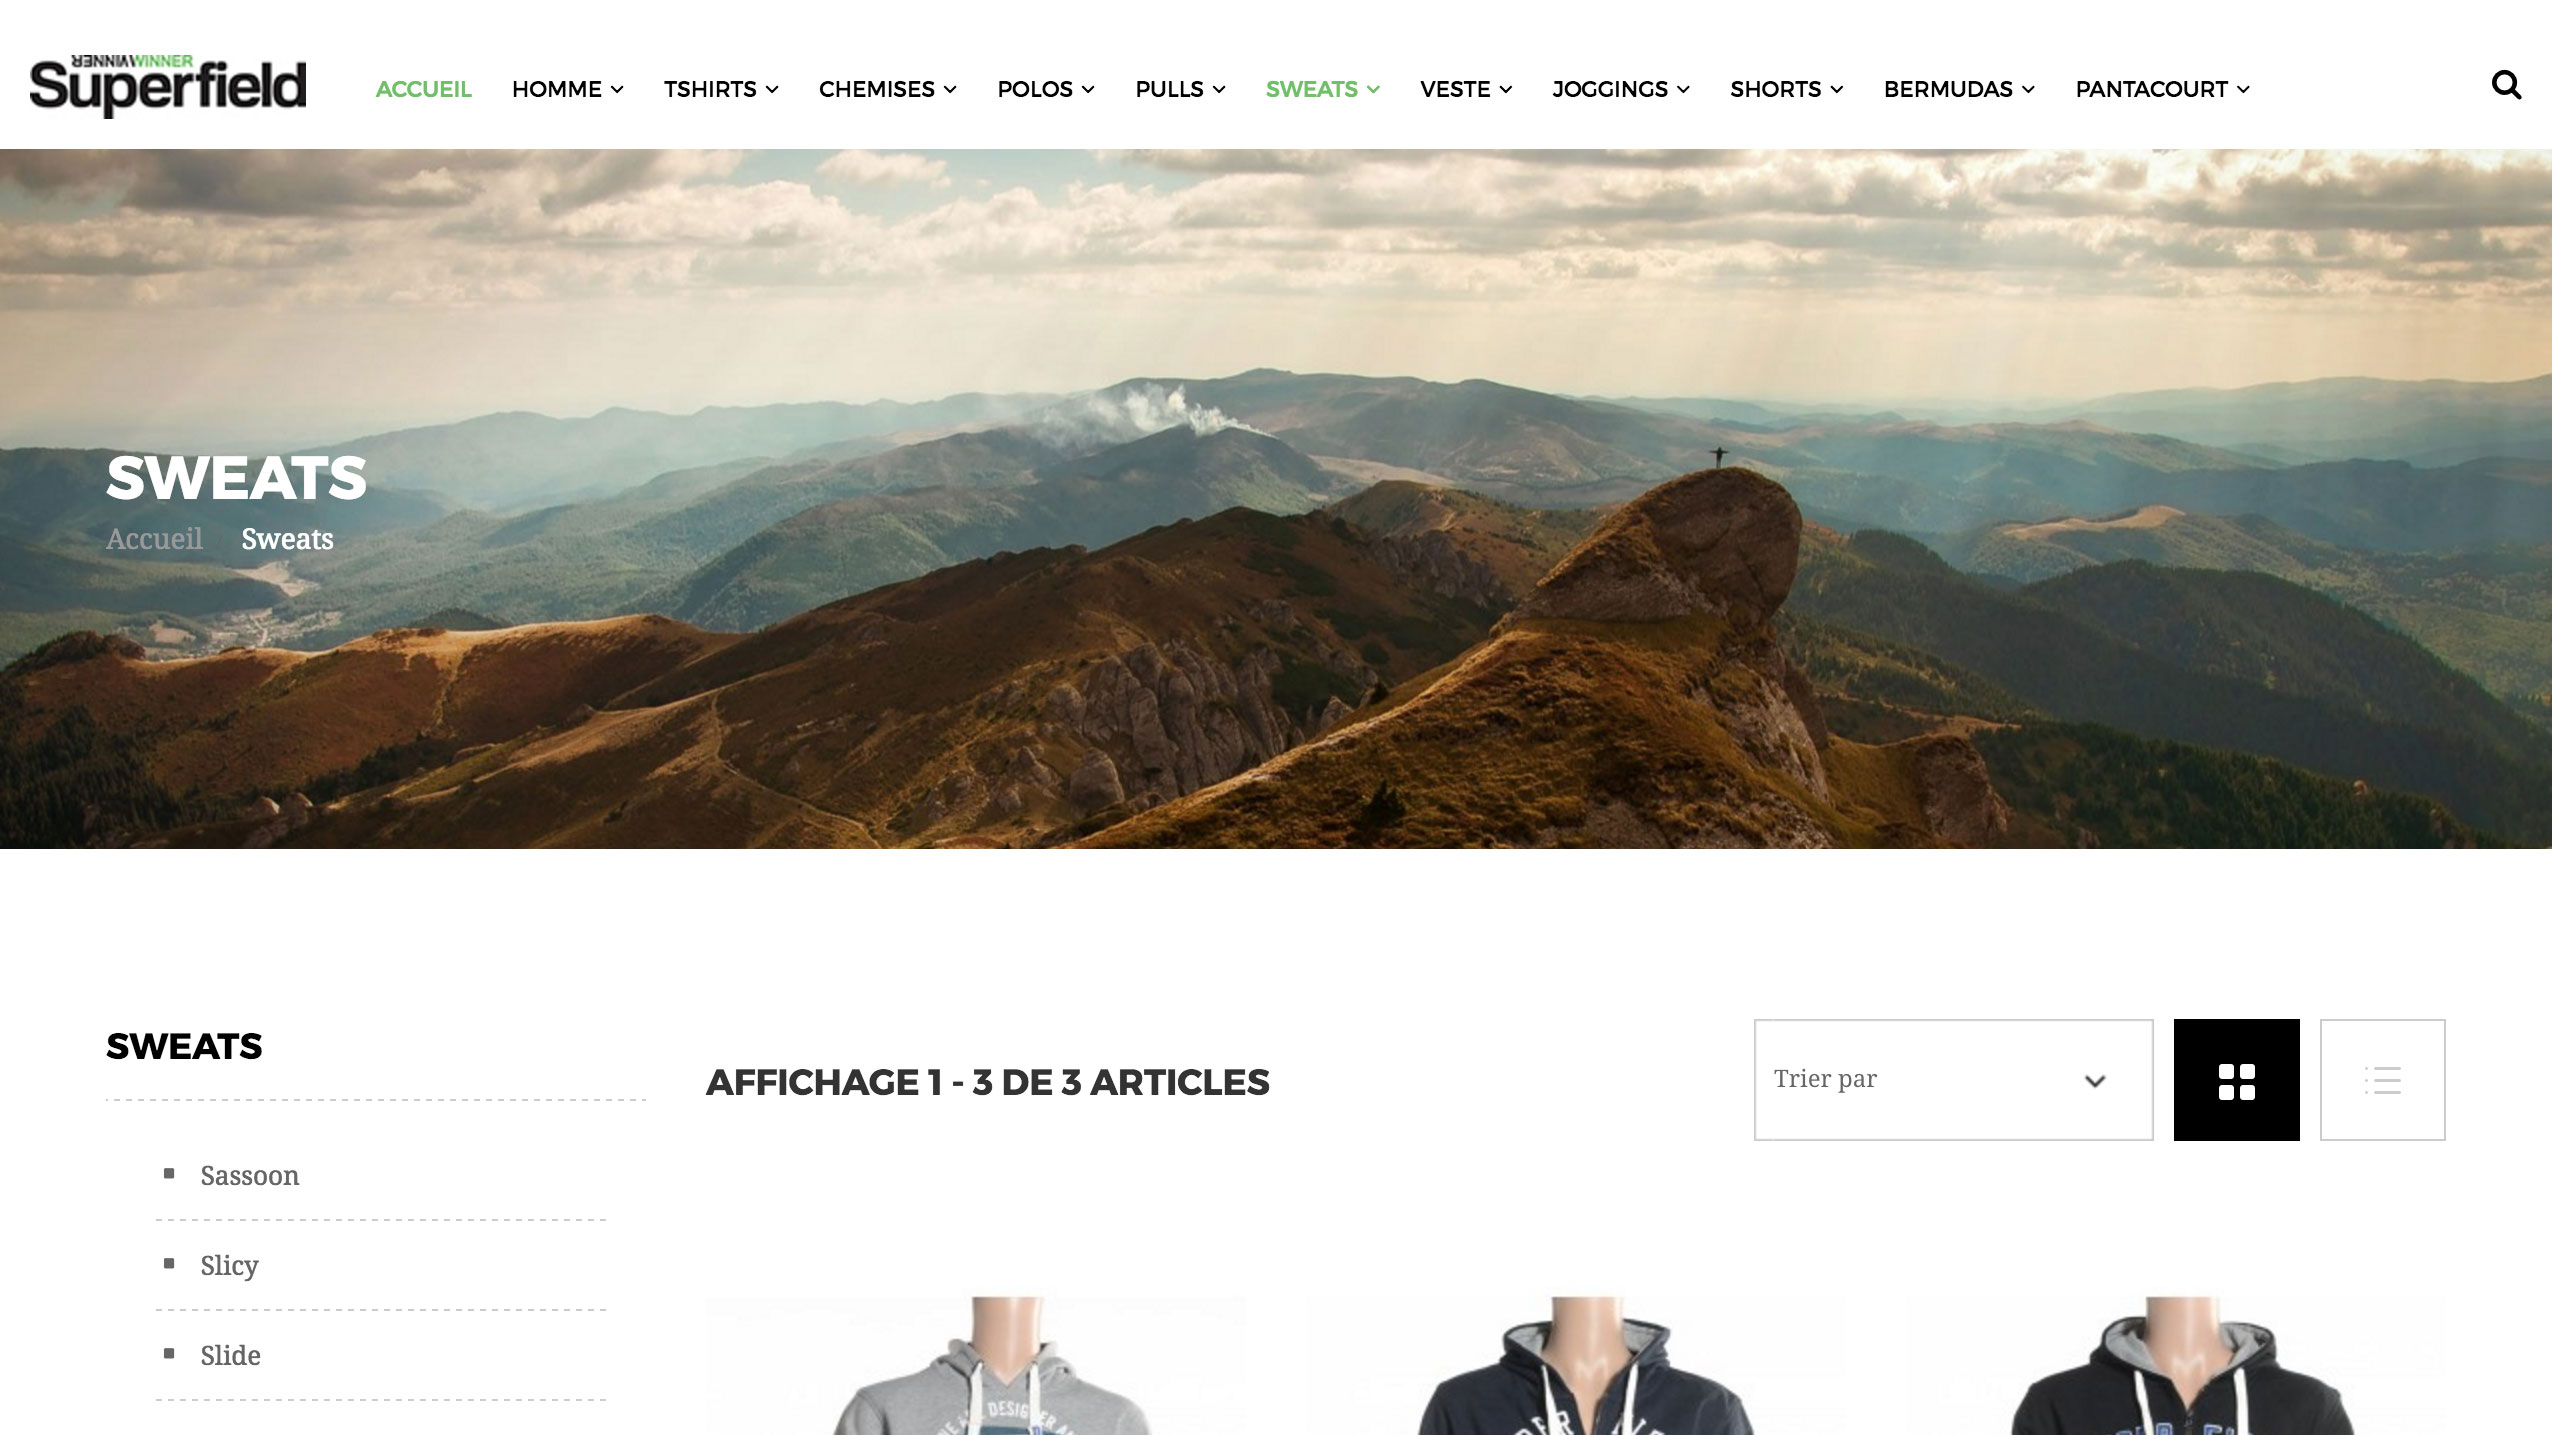 WINNER
Superfield
ACCUEIL HOMME TSHIRTS CHEMISES POLOS PULLS SWEATS VESTE JOGGINGS SHORTS BERMUDAS PANTACOURT
SWEATS
Accueil Sweats
SWEATS
AFFICHAGE 1 - 3 DE 3 ARTICLES
Trier par
Sassoon
Slicy
Slide